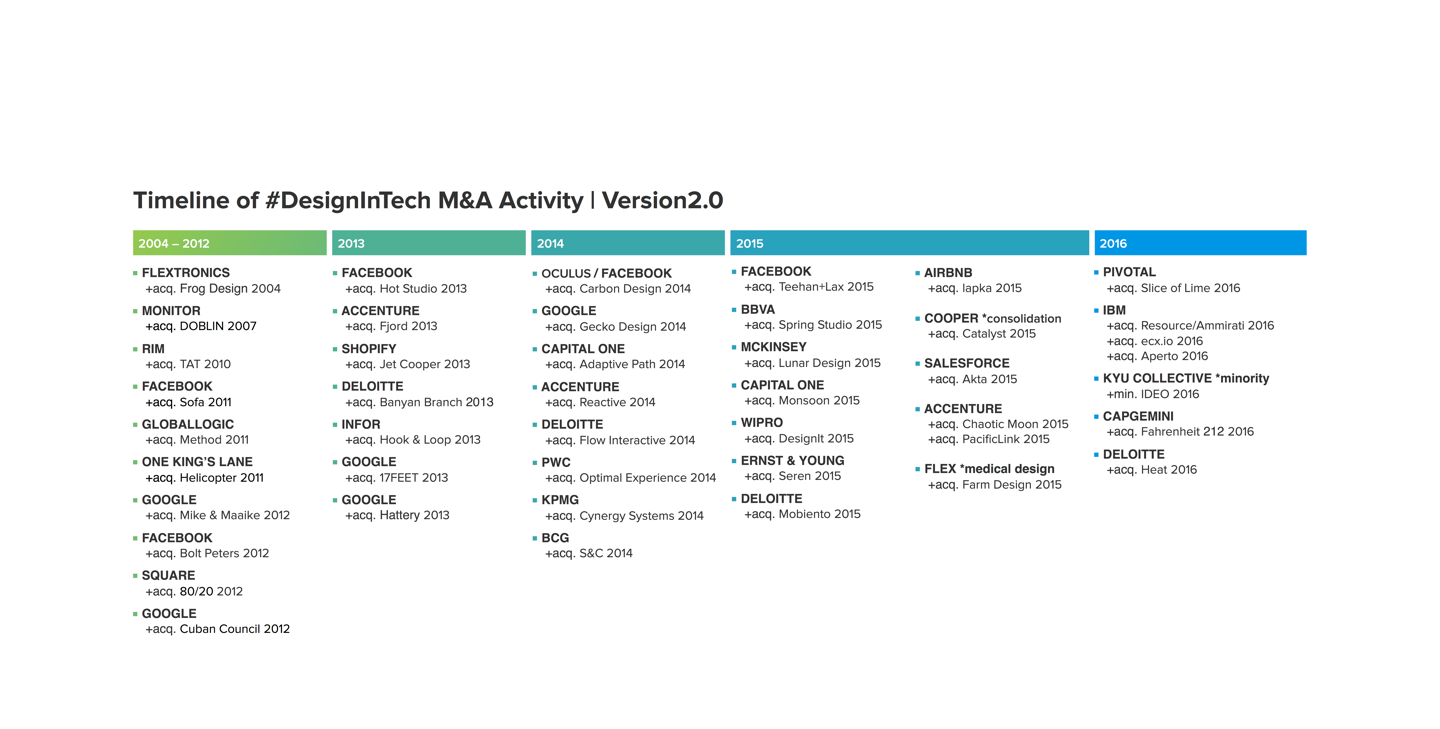 Timeline of #DesignInTech M&A Activity | Version2.0
2004 – 2012
FLEXTRONICS
+acq. Frog Design 2004
MONITOR
+acq. DOBLIN 2007
RIM
+acq. TAT 2010
FACEBOOK
+acq. Sofa 2011
GLOBALLOGIC
+acq. Method 2011
ONE KING'S LANE
+acq. Helicopter 2011
GOOGLE
+acq. Mike & Maaike 2012
FACEBOOK
+acq. Bolt Peters 2012
SQUARE
+acq. 80/20 2012
GOOGLE
+acq. Cuban Council 2012
2013
FACEBOOK
+acq. Hot Studio 2013
ACCENTURE
+acq. Fjord 2013
SHOPIFY
+acq. Jet Cooper 2013
DELOITTE
+acq. Banyan Branch 2013
INFOR
+acq. Hook & Loop 2013
GOOGLE
+acq. 17FEET 2013
GOOGLE
+acq. Hattery 2013
2014
OCULUS / FACEBOOK
+acq. Carbon Design 2014
GOOGLE
+acq. Gecko Design 2014
CAPITAL ONE
+acq. Adaptive Path 2014
ACCENTURE
+acq. Reactive 2014
DELOITTE
+acq. Flow Interactive 2014
PWC
+acq. Optimal Experience 2014
KPMG
+acq. Cynergy Systems 2014
BCG
+acq. S&C 2014
2015
FACEBOOK
+acq. Teehan+Lax 2015
BBVA
+acq. Spring Studio 2015
MCKINSEY
+acq. Lunar Design 2015
CAPITAL ONE
+acq. Monsoon 2015
WIPRO
+acq. DesignIt 2015
ERNST & YOUNG
+acq. Seren 2015
DELOITTE
+acq. Mobiento 2015
AIRBNB
+acq. lapka 2015
COOPER *consolidation
+acq. Catalyst 2015
SALESFORCE
+acq. Akta 2015
ACCENTURE
+acq. Chaotic Moon 2015
+acq. PacificLink 2015
FLEX *medical design
+acq. Farm Design 2015
2016
PIVOTAL
+acq. Slice of Lime 2016
IBM
+acq. Resource/Ammirati 2016
+acq. ecx.io 2016
+acq. Aperto 2016
KYU COLLECTIVE *minority
+min. IDEO 2016
CAPGEMINI
+acq. Fahrenheit 212 2016
DELOITTE
+acq. Heat 2016